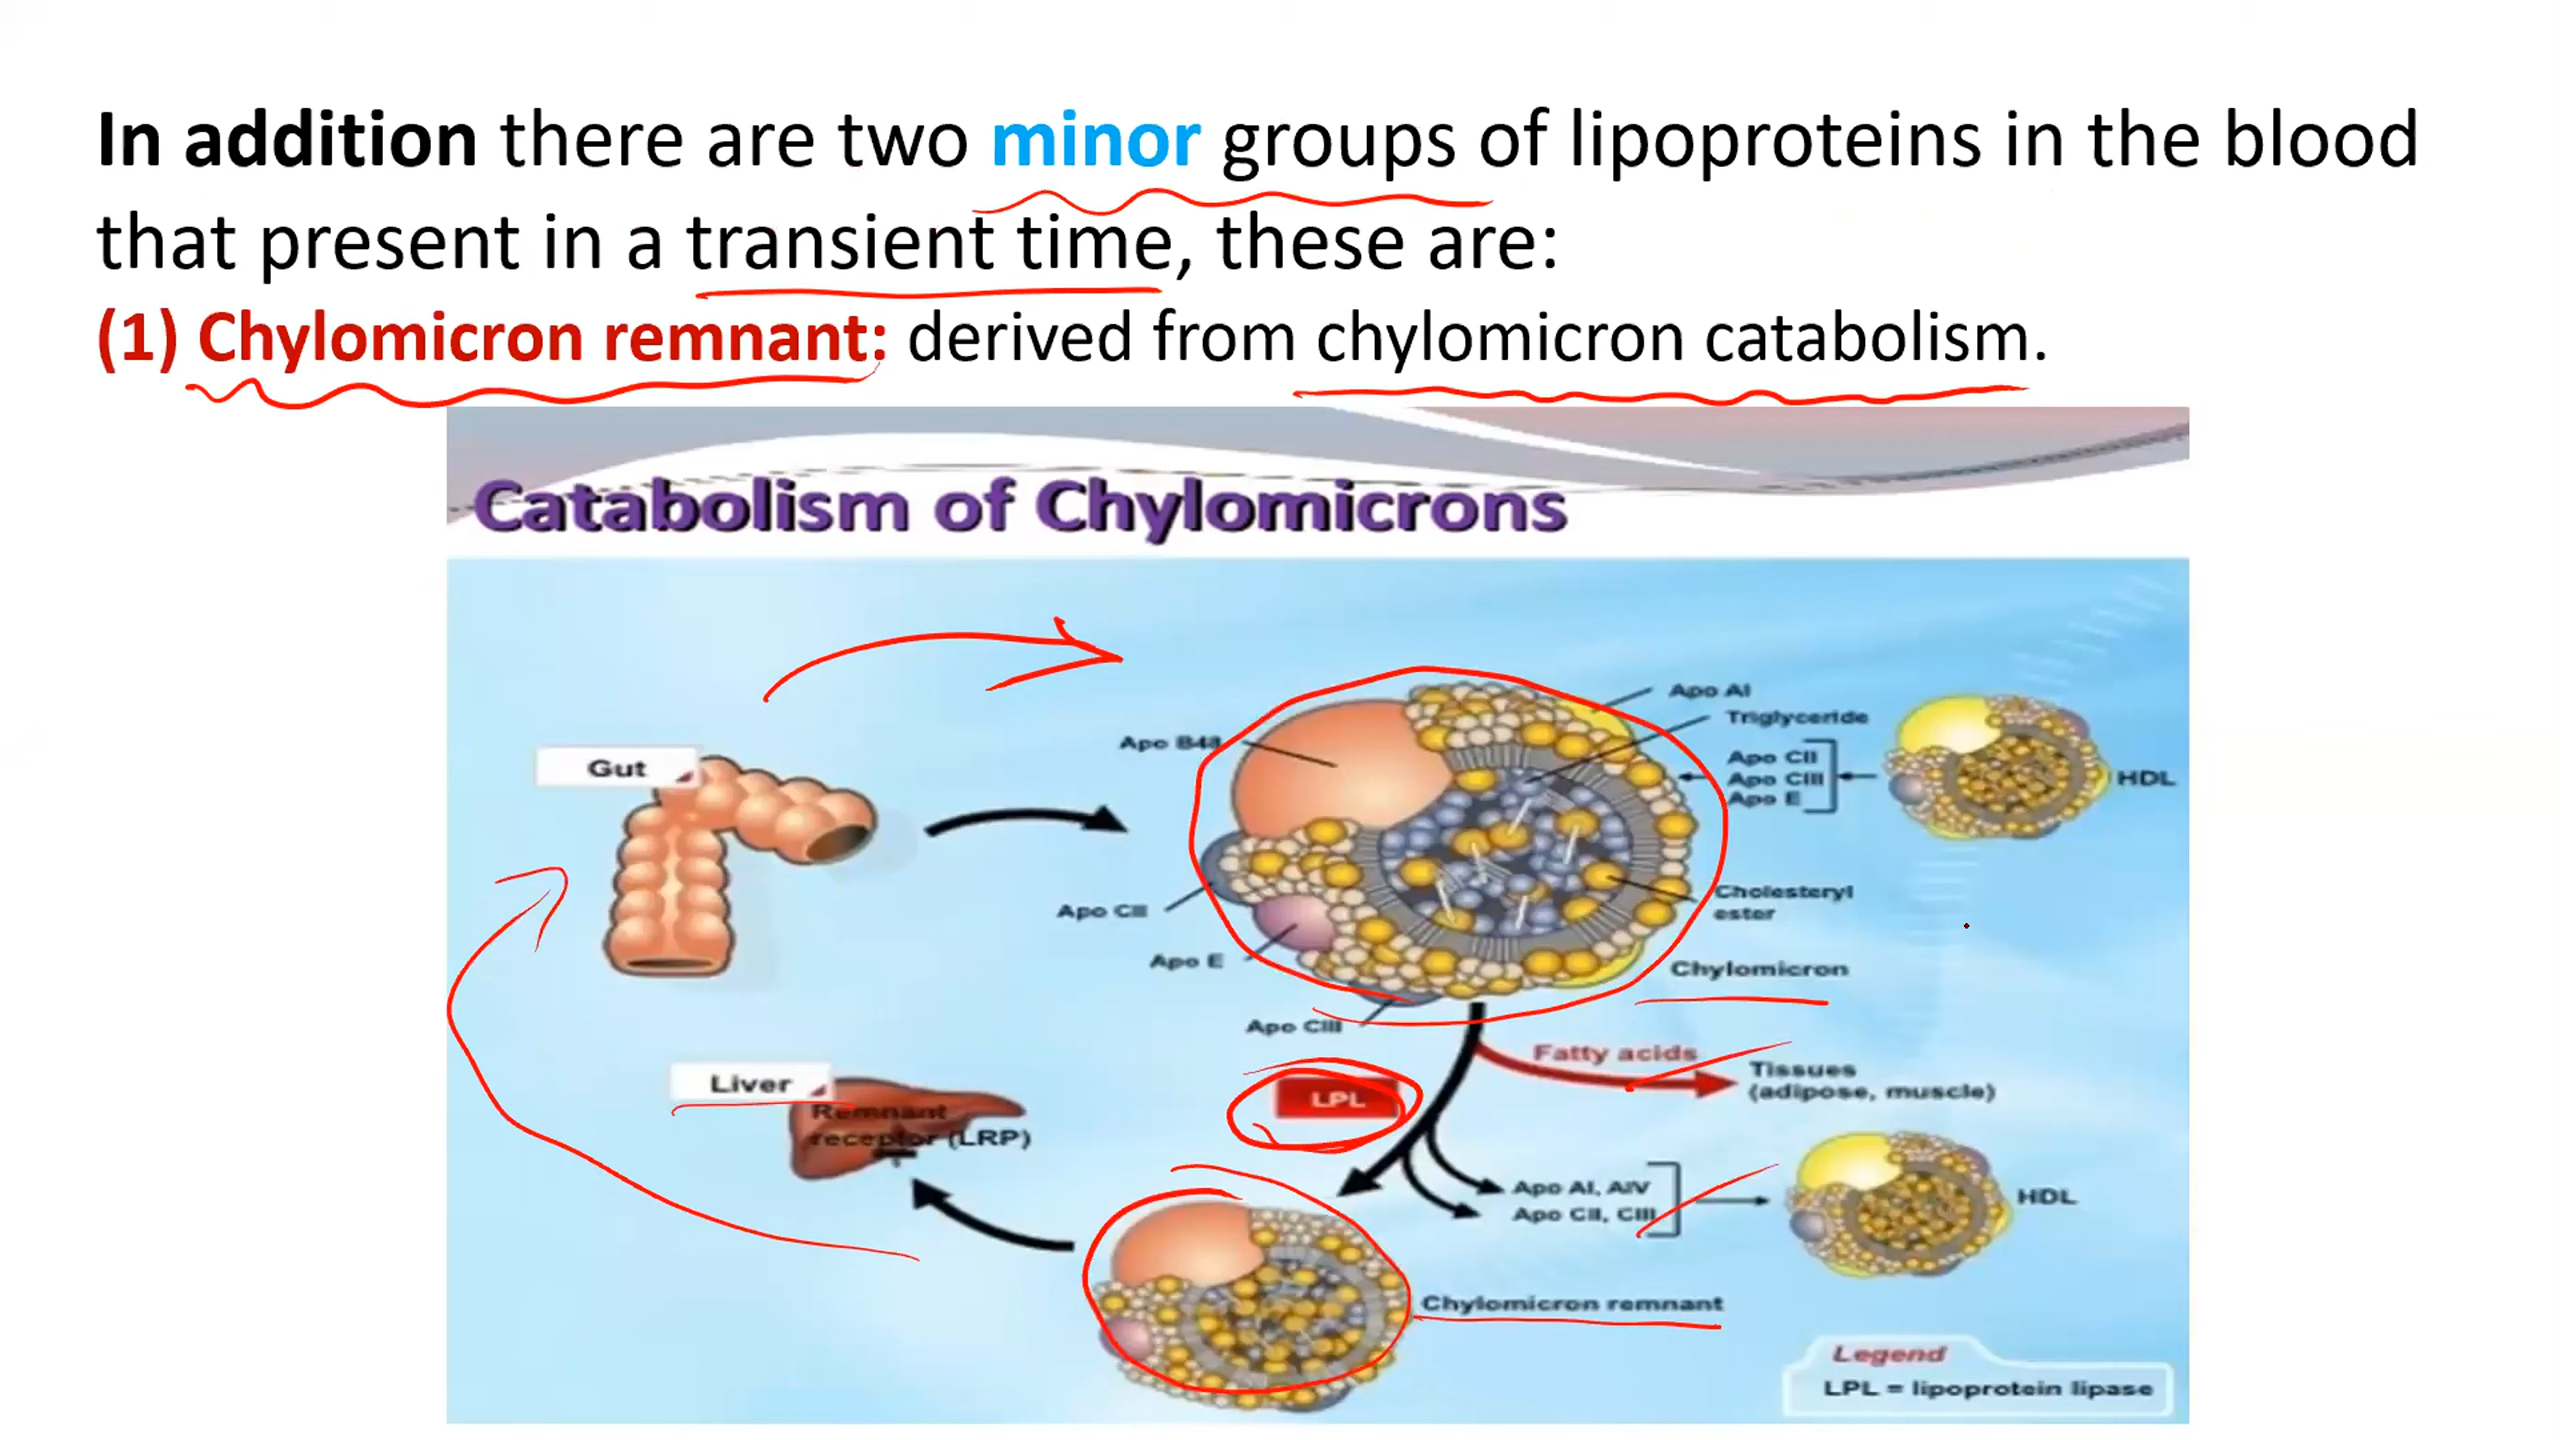 In addition there are two minor groups of lipoproteins in the blood
that present in a transient time, these are:
(1) Chylomicron remnant: derived from chylomicron catabolism.
Catabolism of Chylomicrons
Apo AI
Triglyceride
Apo B48
Gut
Apo CII
Apo CIII
Apo E
HDL
Cholesteryl
ester
Apo CII
Apo E
Chylomicron
Apo CIII
Fatty acids
Tissues
(adipose, muscle)
Liver
LPL
Remnant
receptor (LRP)
Apo AI, AIV
Apo CII, CIII
HDL
Chylomicron remnant
Legend
LPL = lipoprotein lipase